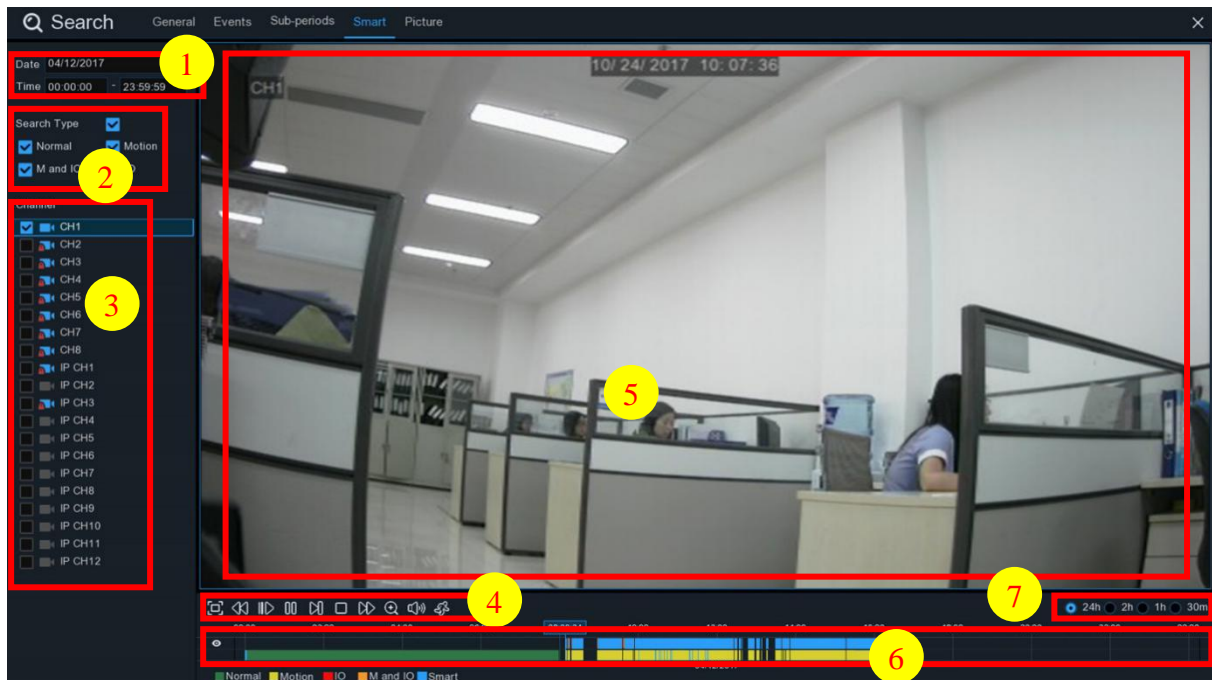 Search General Events Sub-periods Smart Picture
Date 04/12/2017
1
Time 00:00:00 - 23:59:59
10/24/2017 10:07:36
CH1
Search Type
Normal Motion
M and IO
2
Channel
CH1
CH2
CH3
CH4
CH5
3
CH6
CH7
CH8
IP CH1
IP CH2
IP CH3
IP CH4
IP CH5
IP CH6
IP CH7
IP CH8
IP CH9
IP CH10
IP CH11
IP CH12
5
4
7
24h 2h 1h 30m
6
Normal Motion IO M and IO Smart